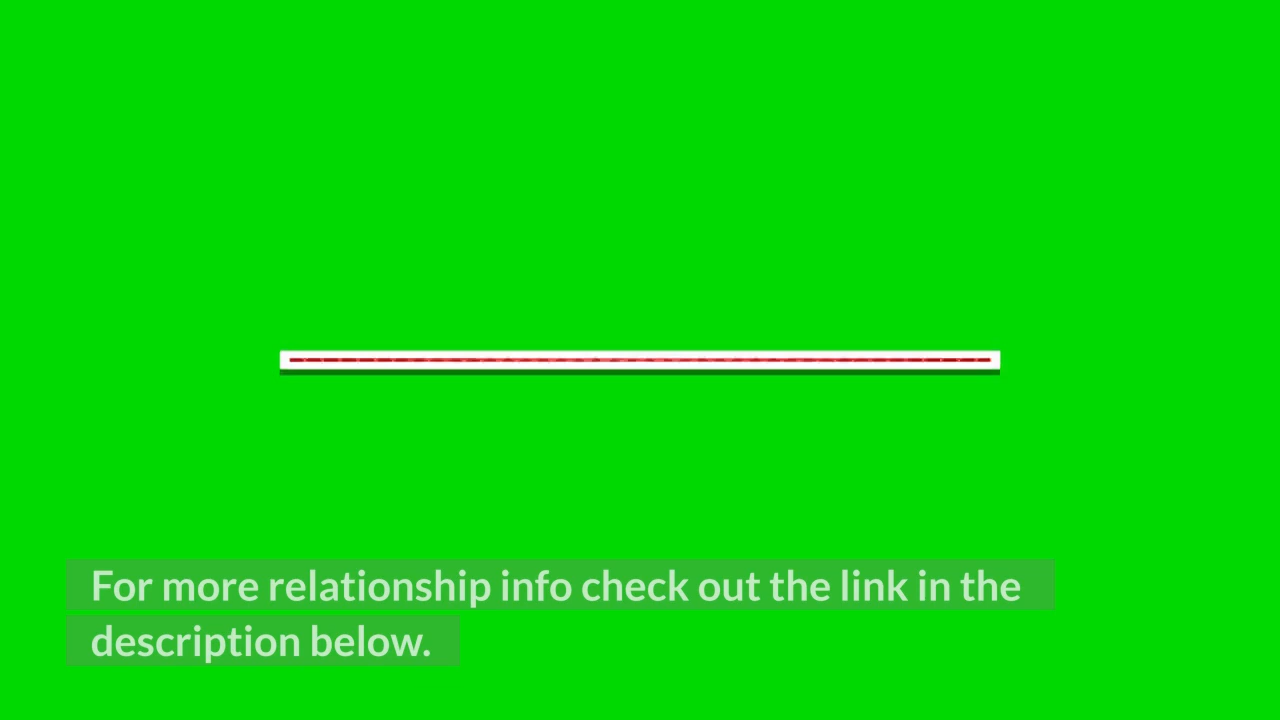 For more relationship info check out the link in the
description below.